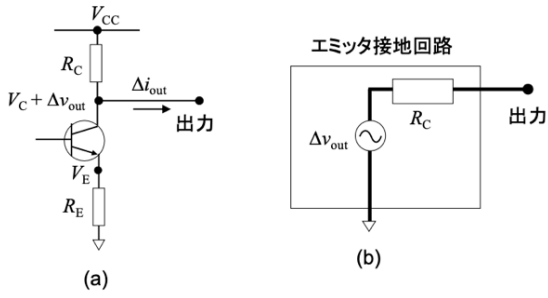 V_CC
R_C
V_C + Δv_out
Δi_out
出力
V_E
R_E
(a)
エミッタ接地回路
R_C
Δv_out
出力
(b)